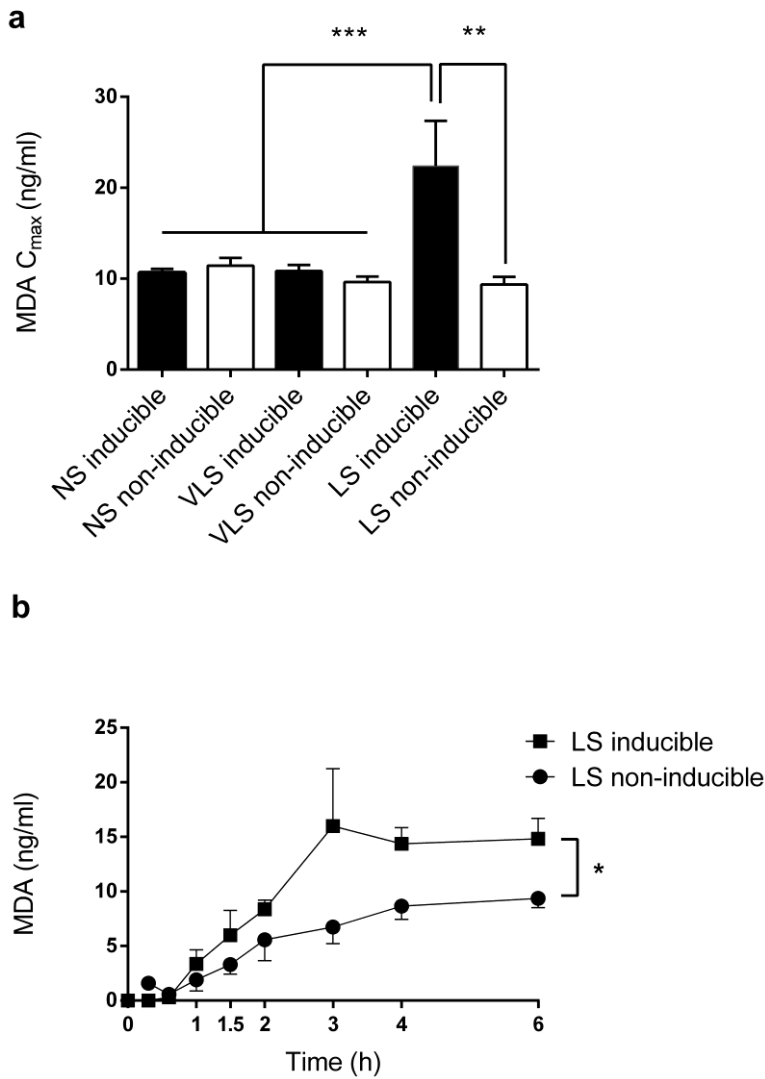 a
*** **
MDA Cmax (ng/ml)
30
20
10
0
NS inducible
NS non-inducible
VLS inducible
VLS non-inducible
LS inducible
LS non-inducible
b
MDA (ng/ml)
25
20
15
10
5
0
LS inducible
LS non-inducible
*
0 1 1.5 2 3 4 6
Time (h)